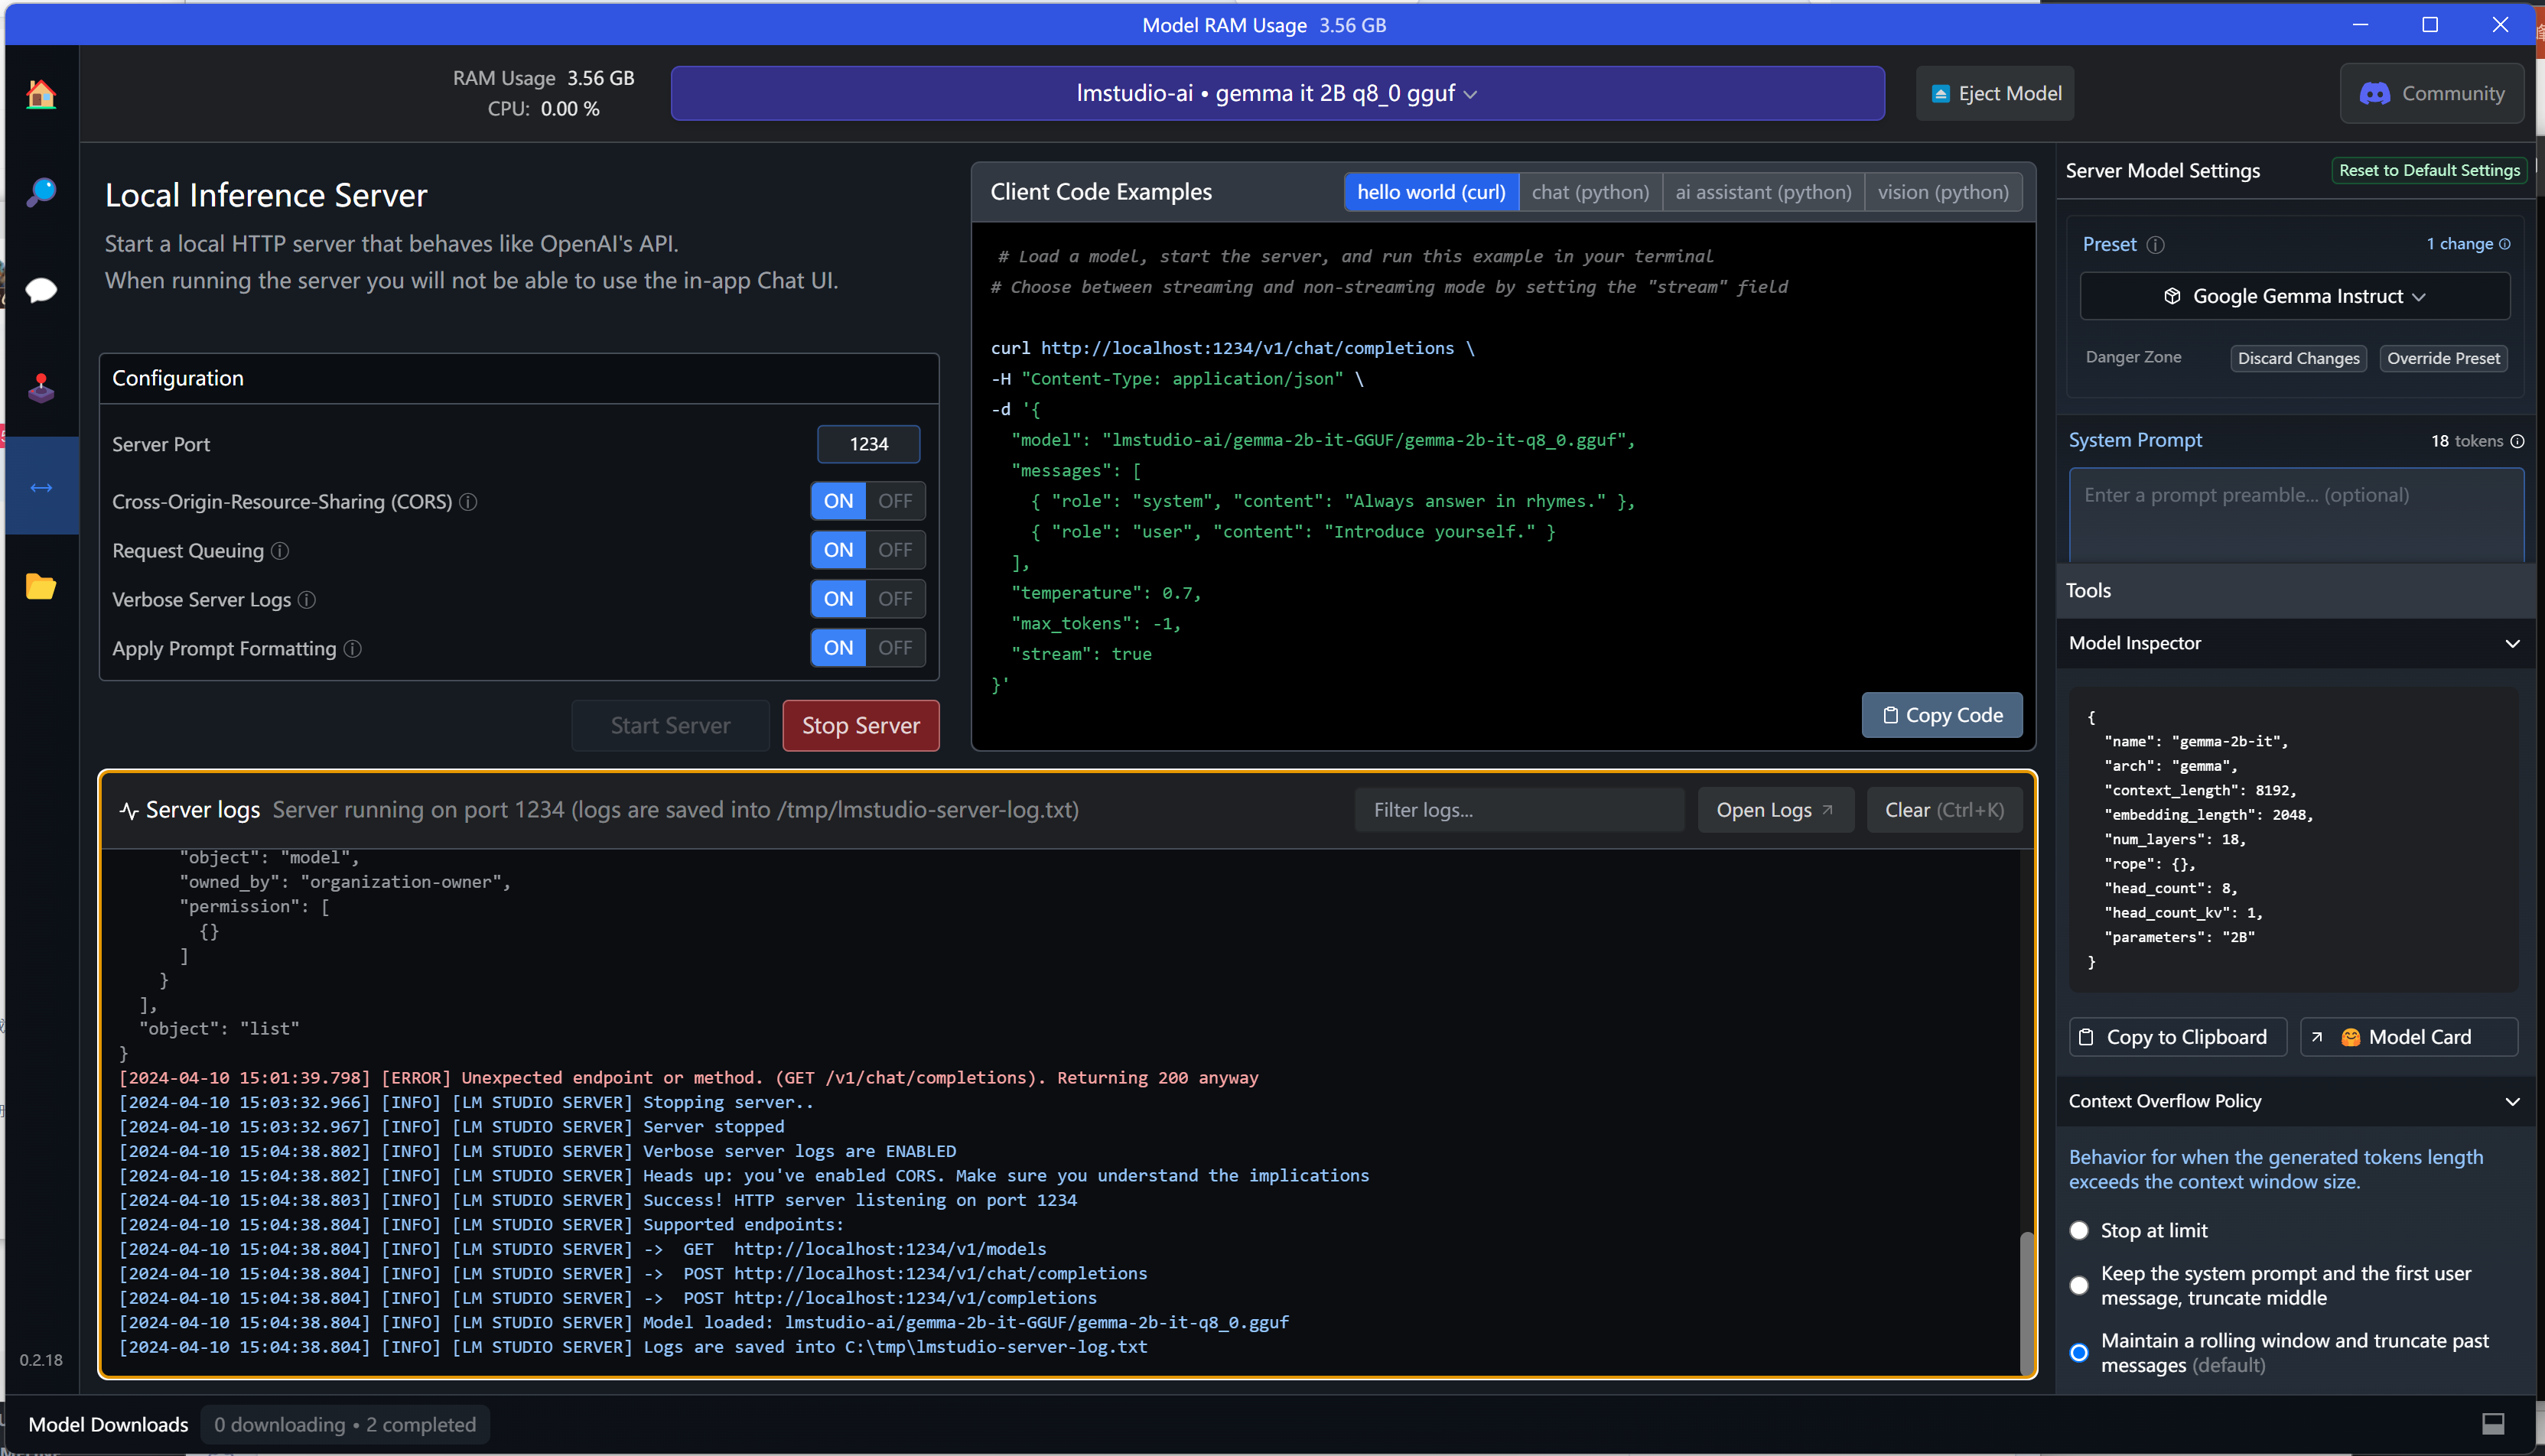 Model RAM Usage 3.56 GB
RAM Usage 3.56 GB
CPU: 0.00 %
lmstudio-ai • gemma it 2B q8_0 gguf
Eject Model
Community
Local Inference Server
Start a local HTTP server that behaves like OpenAI's API.
When running the server you will not be able to use the in-app Chat UI.
Configuration
Server Port 1234
Cross-Origin-Resource-Sharing (CORS) ON OFF
Request Queuing ON OFF
Verbose Server Logs ON OFF
Apply Prompt Formatting ON OFF
Start Server Stop Server
Client Code Examples hello world (curl) chat (python) ai assistant (python) vision (python)
# Load a model, start the server, and run this example in your terminal
# Choose between streaming and non-streaming mode by setting the "stream" field
curl http://localhost:1234/v1/chat/completions \
-H "Content-Type: application/json" \
-d '{
"model": "lmstudio-ai/gemma-2b-it-GGUF/gemma-2b-it-q8_0.gguf",
"messages": [
{ "role": "system", "content": "Always answer in rhymes." },
{ "role": "user", "content": "Introduce yourself." }
],
"temperature": 0.7,
"max_tokens": -1,
"stream": true
}'
Copy Code
Server logs Server running on port 1234 (logs are saved into /tmp/lmstudio-server-log.txt) Filter logs... Open Logs Clear (Ctrl+K)
"object": "model",
"owned_by": "organization-owner",
"permission": [
{}
]
}
],
"object": "list"
}
[2024-04-10 15:01:39.798] [ERROR] Unexpected endpoint or method. (GET /v1/chat/completions). Returning 200 anyway
[2024-04-10 15:03:32.966] [INFO] [LM STUDIO SERVER] Stopping server..
[2024-04-10 15:03:32.967] [INFO] [LM STUDIO SERVER] Server stopped
[2024-04-10 15:04:38.802] [INFO] [LM STUDIO SERVER] Verbose server logs are ENABLED
[2024-04-10 15:04:38.802] [INFO] [LM STUDIO SERVER] Heads up: you've enabled CORS. Make sure you understand the implications
[2024-04-10 15:04:38.803] [INFO] [LM STUDIO SERVER] Success! HTTP server listening on port 1234
[2024-04-10 15:04:38.804] [INFO] [LM STUDIO SERVER] Supported endpoints:
[2024-04-10 15:04:38.804] [INFO] [LM STUDIO SERVER] -> GET http://localhost:1234/v1/models
[2024-04-10 15:04:38.804] [INFO] [LM STUDIO SERVER] -> POST http://localhost:1234/v1/chat/completions
[2024-04-10 15:04:38.804] [INFO] [LM STUDIO SERVER] -> POST http://localhost:1234/v1/completions
[2024-04-10 15:04:38.804] [INFO] [LM STUDIO SERVER] Model loaded: lmstudio-ai/gemma-2b-it-GGUF/gemma-2b-it-q8_0.gguf
[2024-04-10 15:04:38.804] [INFO] [LM STUDIO SERVER] Logs are saved into C:\tmp\lmstudio-server-log.txt
Server Model Settings Reset to Default Settings
Preset 1 change
Google Gemma Instruct
Danger Zone Discard Changes Override Preset
System Prompt 18 tokens
Enter a prompt preamble... (optional)
Tools
Model Inspector
{
"name": "gemma-2b-it",
"arch": "gemma",
"context_length": 8192,
"embedding_length": 2048,
"num_layers": 18,
"rope": {},
"head_count": 8,
"head_count_kv": 1,
"parameters": "2B"
}
Copy to Clipboard Model Card
Context Overflow Policy
Behavior for when the generated tokens length
exceeds the context window size.
Stop at limit
Keep the system prompt and the first user
message, truncate middle
Maintain a rolling window and truncate past
messages (default)
0.2.18
Model Downloads 0 downloading • 2 completed